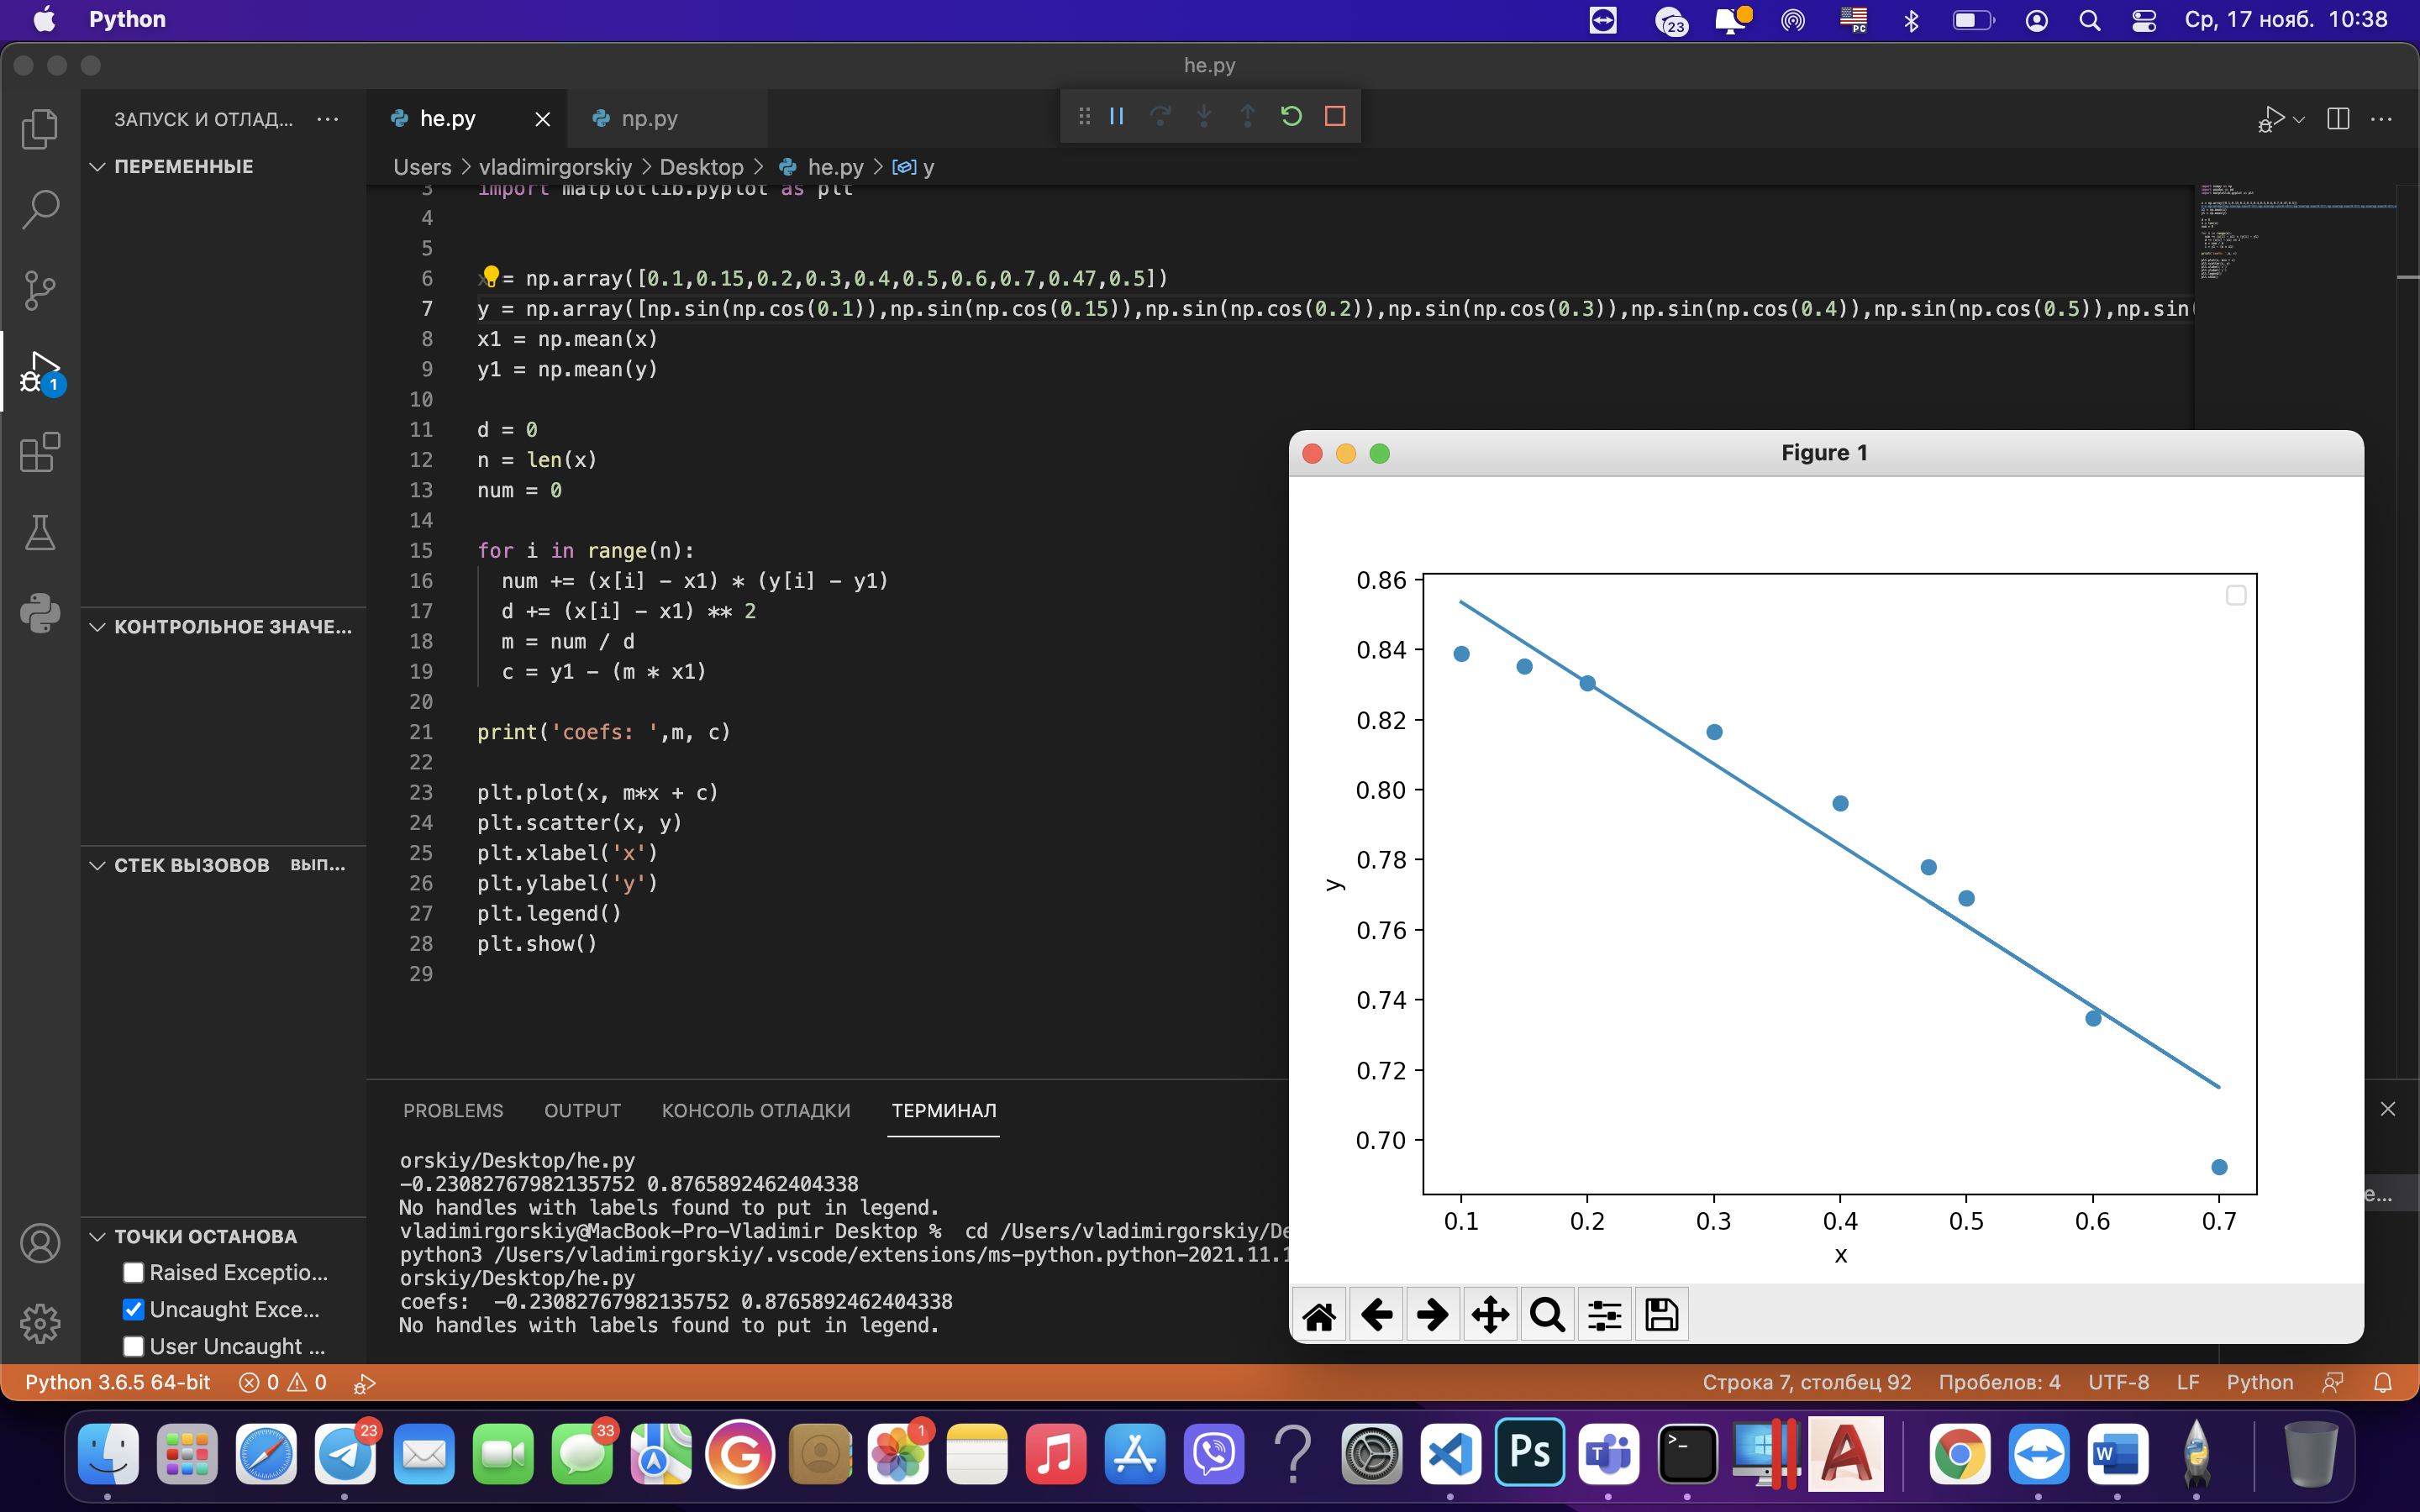 Python
23
PC
Ср, 17 нояб. 10:38
he.py
ЗАПУСК И ОТЛАД... ···
he.py
np.py
ПЕРЕМЕННЫЕ
Users > vladimirgorskiy > Desktop > he.py > y
3 import matplotlib.pyplot as plt
4
5
6 x = np.array([0.1,0.15,0.2,0.3,0.4,0.5,0.6,0.7,0.47,0.5])
7 y = np.array([np.sin(np.cos(0.1)),np.sin(np.cos(0.15)),np.sin(np.cos(0.2)),np.sin(np.cos(0.3)),np.sin(np.cos(0.4)),np.sin(np.cos(0.5)),np.sin(
8 x1 = np.mean(x)
9 y1 = np.mean(y)
10
11 d = 0
12 n = len(x)
13 num = 0
14
15 for i in range(n):
16 num += (x[i] - x1) * (y[i] - y1)
17 d += (x[i] - x1) ** 2
18 m = num / d
19 c = y1 - (m * x1)
20
21 print('coefs: ',m, c)
22
23 plt.plot(x, m*x + c)
24 plt.scatter(x, y)
25 plt.xlabel('x')
26 plt.ylabel('y')
27 plt.legend()
28 plt.show()
29
1
КОНТРОЛЬНОЕ ЗНАЧЕ...
СТЕК ВЫЗОВОВ ВЫП...
ТОЧКИ ОСТАНОВА
Raised Exceptio...
Uncaught Exce...
User Uncaught ...
Figure 1
0.86
0.84
0.82
0.80
0.78
0.76
0.74
0.72
0.70
y
0.1 0.2 0.3 0.4 0.5 0.6 0.7
x
PROBLEMS OUTPUT КОНСОЛЬ ОТЛАДКИ ТЕРМИНАЛ
orskiy/Desktop/he.py
-0.23082767982135752 0.8765892462404338
No handles with labels found to put in legend.
vladimirgorskiy@MacBook-Pro-Vladimir Desktop % cd /Users/vladimirgorskiy/De
python3 /Users/vladimirgorskiy/.vscode/extensions/ms-python.python-2021.11.1
orskiy/Desktop/he.py
coefs: -0.23082767982135752 0.8765892462404338
No handles with labels found to put in legend.
e...
Python 3.6.5 64-bit 0 0
Строка 7, столбец 92 Пробелов: 4 UTF-8 LF Python
23
33
G
1
?
Ps
T
>_
A
W